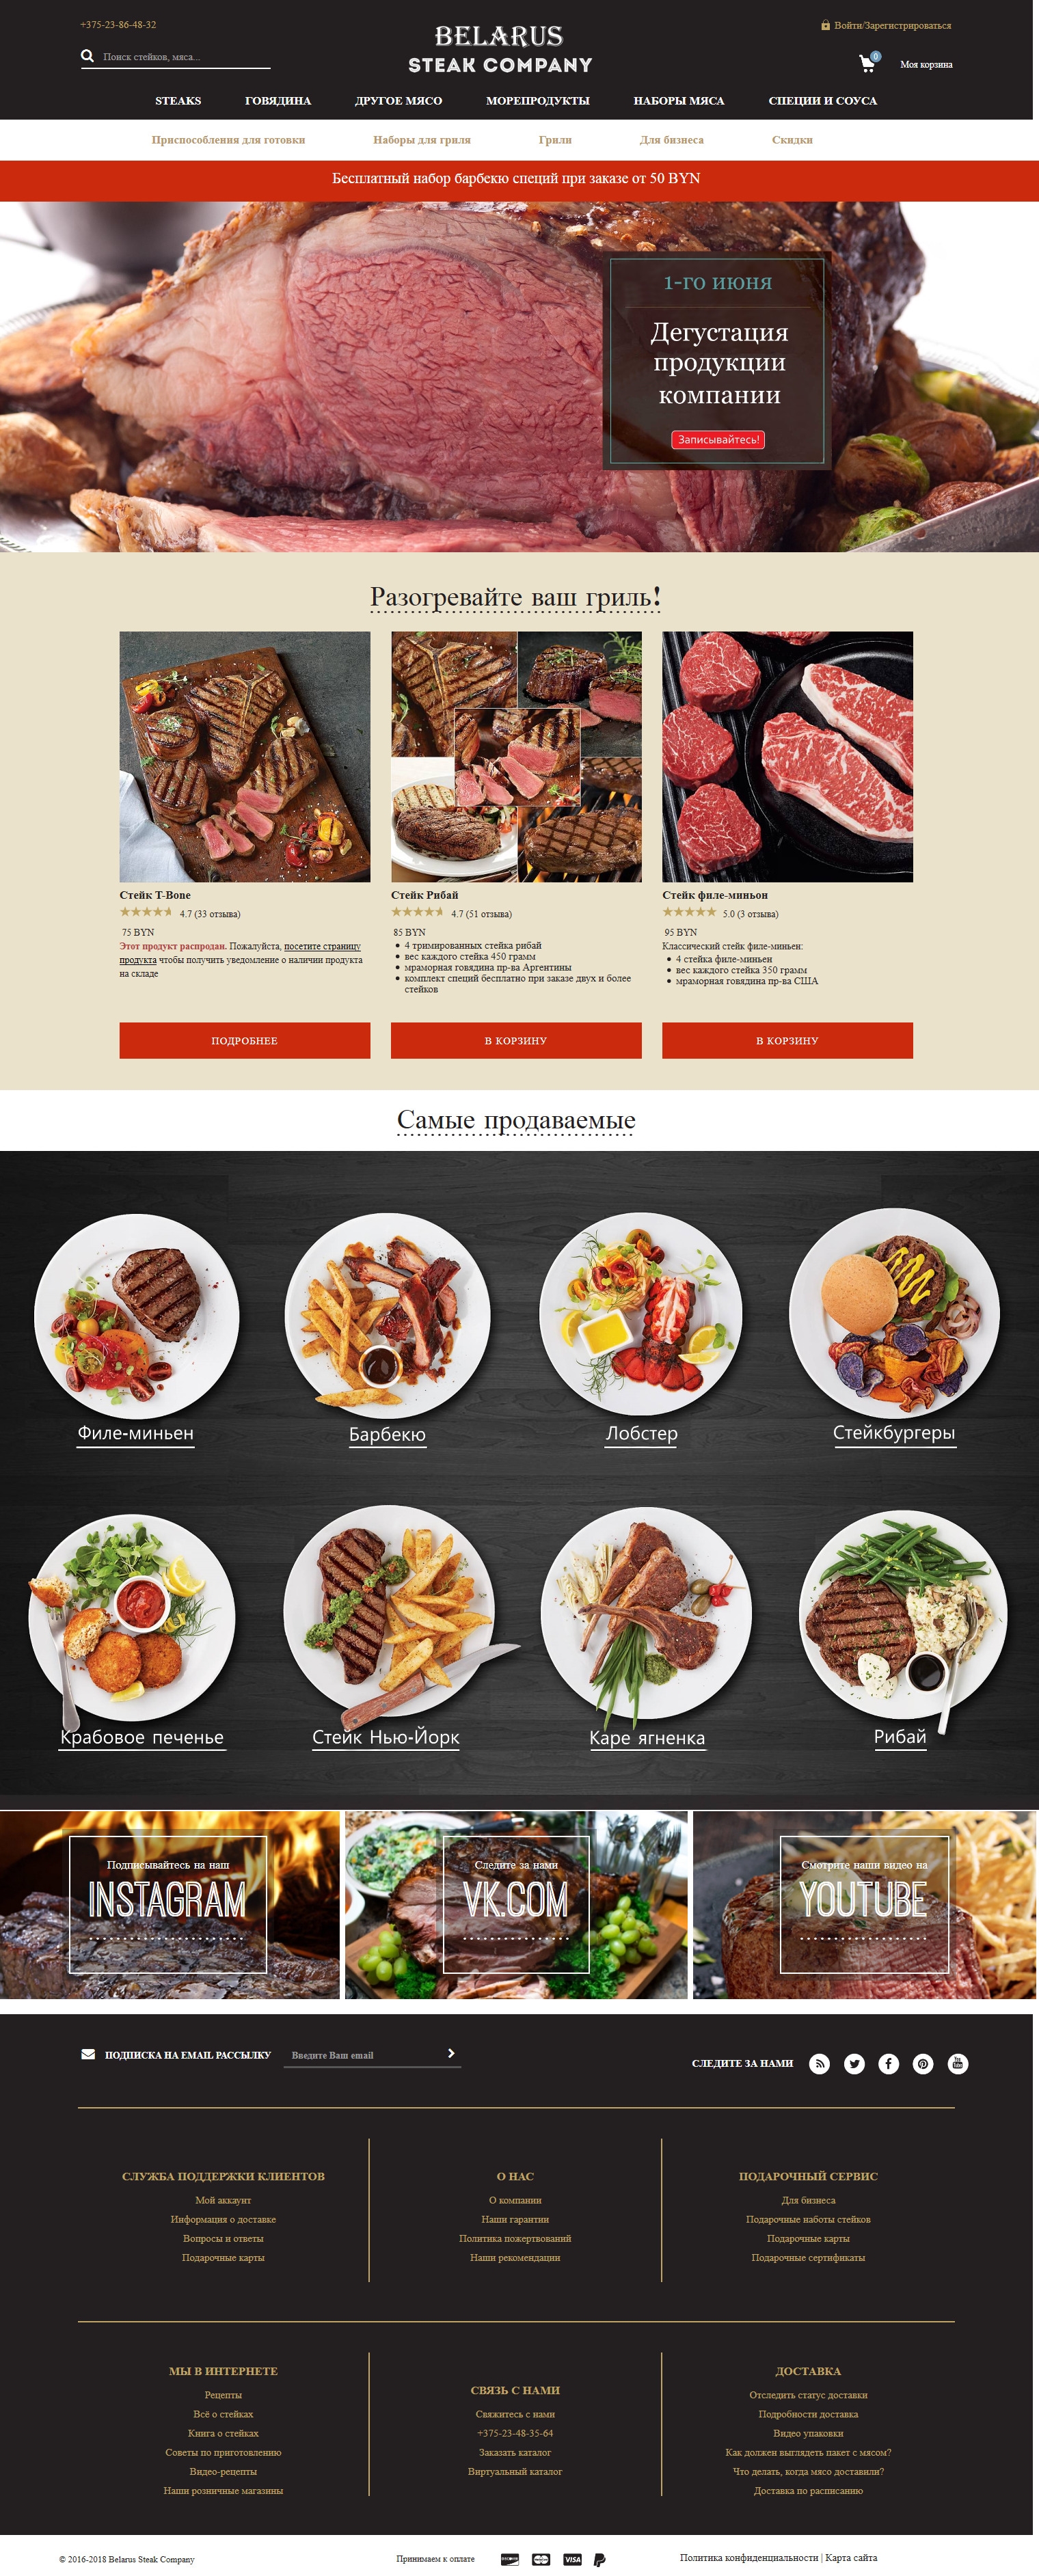 +375-23-86-48-32
Войти/Зарегистрироваться
BELARUS
STEAK COMPANY
Поиск стейков, мяса...
0
Моя корзина
STEAKS ГОВЯДИНА ДРУГОЕ МЯСО МОРЕПРОДУКТЫ НАБОРЫ МЯСА СПЕЦИИ И СОУСА
Приспособления для готовки Наборы для гриля Грили Для бизнеса Скидки
Бесплатный набор барбекю специй при заказе от 50 BYN
1-го июня
Дегустация
продукции
компании
Записывайтесь!
Разогревайте ваш гриль!
Стейк T-Bone
4.7 (33 отзыва)
75 BYN
Этот продукт распродан. Пожалуйста, посетите страницу
продукта чтобы получить уведомление о наличии продукта
на складе
ПОДРОБНЕЕ
Стейк Рибай
4.7 (51 отзыва)
85 BYN
4 тримированных стейка рибай
вес каждого стейка 450 грамм
мраморная говядина пр-ва Аргентины
комплект специй бесплатно при заказе двух и более
стейков
В КОРЗИНУ
Стейк филе-миньон
5.0 (3 отзыва)
95 BYN
Классический стейк филе-миньен:
4 стейка филе-миньен
вес каждого стейка 350 грамм
мраморная говядина пр-ва США
В КОРЗИНУ
Самые продаваемые
Филе-миньен
Барбекю
Лобстер
Стейкбургеры
Крабовое печенье
Стейк Нью-Йорк
Каре ягненка
Рибай
Подписывайтесь на наш
INSTAGRAM
Следите за нами
VK.COM
Смотрите наши видео на
YOUTUBE
ПОДПИСКА НА EMAIL РАССЫЛКУ Введите Ваш email
СЛЕДИТЕ ЗА НАМИ
You Tube
СЛУЖБА ПОДДЕРЖКИ КЛИЕНТОВ
Мой аккаунт
Информация о доставке
Вопросы и ответы
Подарочные карты
О НАС
О компании
Наши гарантии
Политика пожертвований
Наши рекомендации
ПОДАРОЧНЫЙ СЕРВИС
Для бизнеса
Подарочные наботы стейков
Подарочные карты
Подарочные сертификаты
МЫ В ИНТЕРНЕТЕ
Рецепты
Всё о стейках
Книга о стейках
Советы по приготовлению
Видео-рецепты
Наши розничные магазины
СВЯЗЬ С НАМИ
Свяжитесь с нами
+375-23-48-35-64
Заказать каталог
Виртуальный каталог
ДОСТАВКА
Отследить статус доставки
Подробности доставка
Видео упаковки
Как должен выглядеть пакет с мясом?
Что делать, когда мясо доставили?
Доставка по расписанию
© 2016-2018 Belarus Steak Company
Принимаем к оплате
VISA
Политика конфиденциальности | Карта сайта